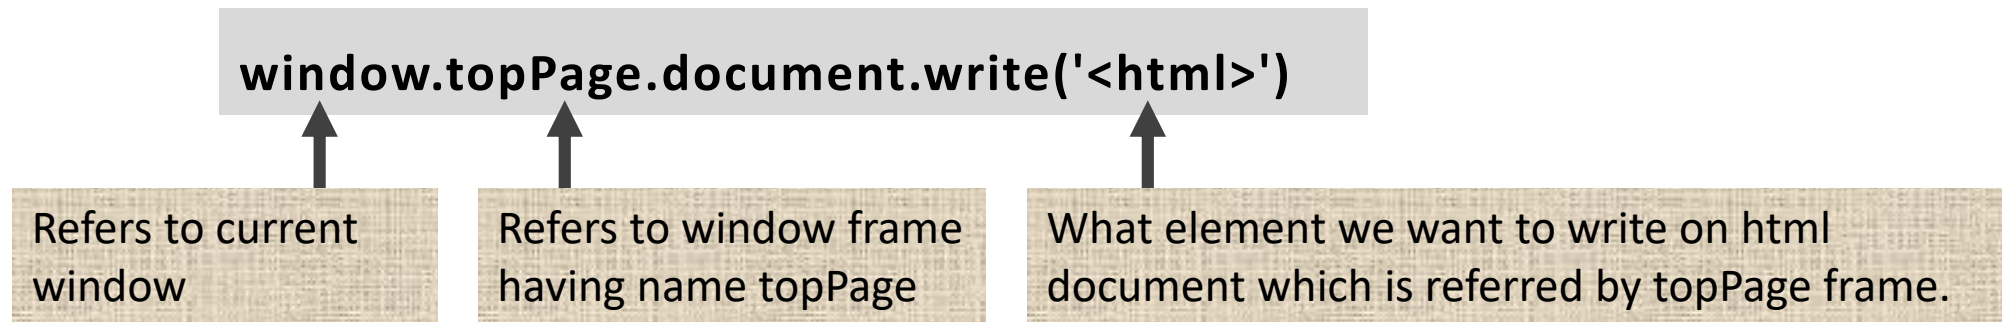 window.topPage.document.write('<html>')
Refers to current
window
Refers to window frame
having name topPage
What element we want to write on html
document which is referred by topPage frame.